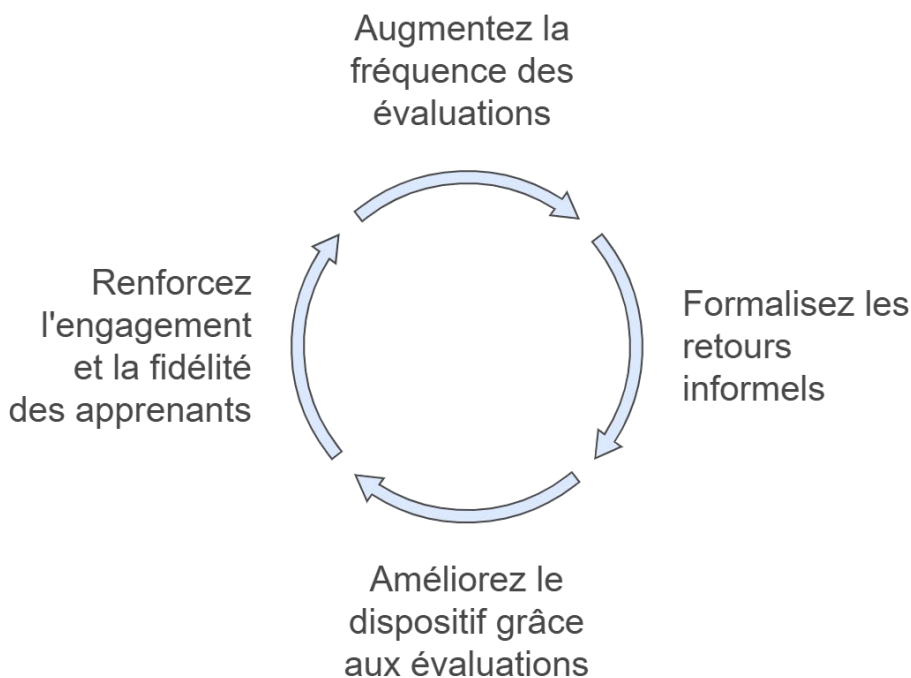 Augmentez la
fréquence des
évaluations
Formalisez les
retours
informels
Améliorez le
dispositif grâce
aux évaluations
Renforcez
l'engagement
et la fidélité
des apprenants